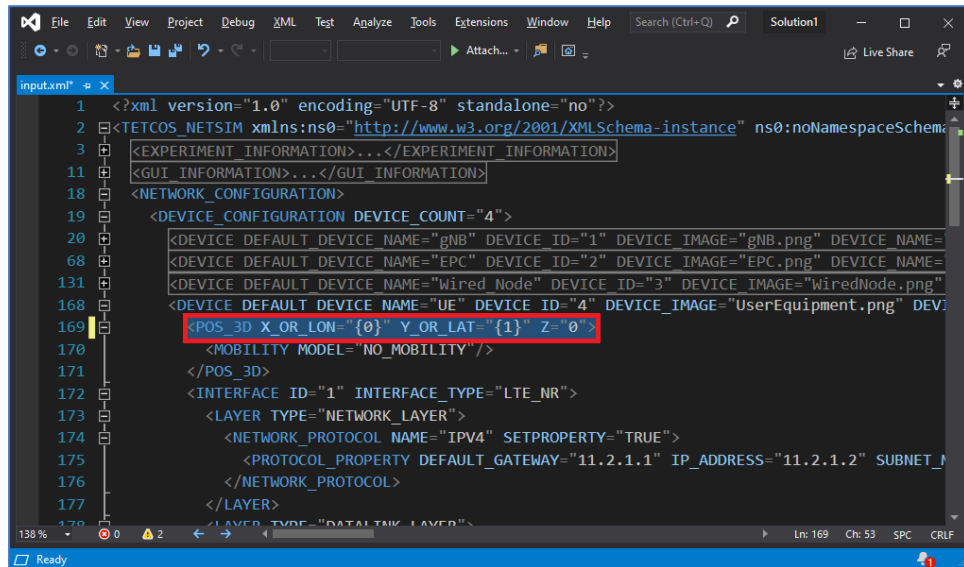 File Edit View Project Debug XML Test Analyze Tools Extensions Window Help Search (Ctrl+Q) Solution1
Attach... Live Share
input.xml*
1 <?xml version="1.0" encoding="UTF-8" standalone="no"?>
2 <TETCOS_NETSIM xmlns:ns0="http://www.w3.org/2001/XMLSchema-instance" ns0:noNamespaceSchema
3 <EXPERIMENT_INFORMATION>...</EXPERIMENT_INFORMATION>
11 <GUI_INFORMATION>...</GUI_INFORMATION>
18 <NETWORK_CONFIGURATION>
19 <DEVICE_CONFIGURATION DEVICE_COUNT="4">
20 <DEVICE DEFAULT_DEVICE_NAME="gNB" DEVICE_ID="1" DEVICE_IMAGE="gNB.png" DEVICE_NAME=
68 <DEVICE DEFAULT_DEVICE_NAME="EPC" DEVICE_ID="2" DEVICE_IMAGE="EPC.png" DEVICE_NAME=
131 <DEVICE DEFAULT_DEVICE_NAME="Wired_Node" DEVICE_ID="3" DEVICE_IMAGE="WiredNode.png"
168 <DEVICE DEFAULT_DEVICE_NAME="UE" DEVICE_ID="4" DEVICE_IMAGE="UserEquipment.png" DEVI
169 <POS_3D X_OR_LON="{0}" Y_OR_LAT="{1}" Z="0">
170 <MOBILITY MODEL="NO_MOBILITY"/>
171 </POS_3D>
172 <INTERFACE ID="1" INTERFACE_TYPE="LTE_NR">
173 <LAYER TYPE="NETWORK_LAYER">
174 <NETWORK_PROTOCOL NAME="IPV4" SETPROPERTY="TRUE">
175 <PROTOCOL_PROPERTY DEFAULT_GATEWAY="11.2.1.1" IP_ADDRESS="11.2.1.2" SUBNET_M
176 </NETWORK_PROTOCOL>
177 </LAYER>
178 <LAYER TYPE="DATALINK_LAYER">
138 % 0 2 Ln: 169 Ch: 53 SPC CRLF
Ready 1